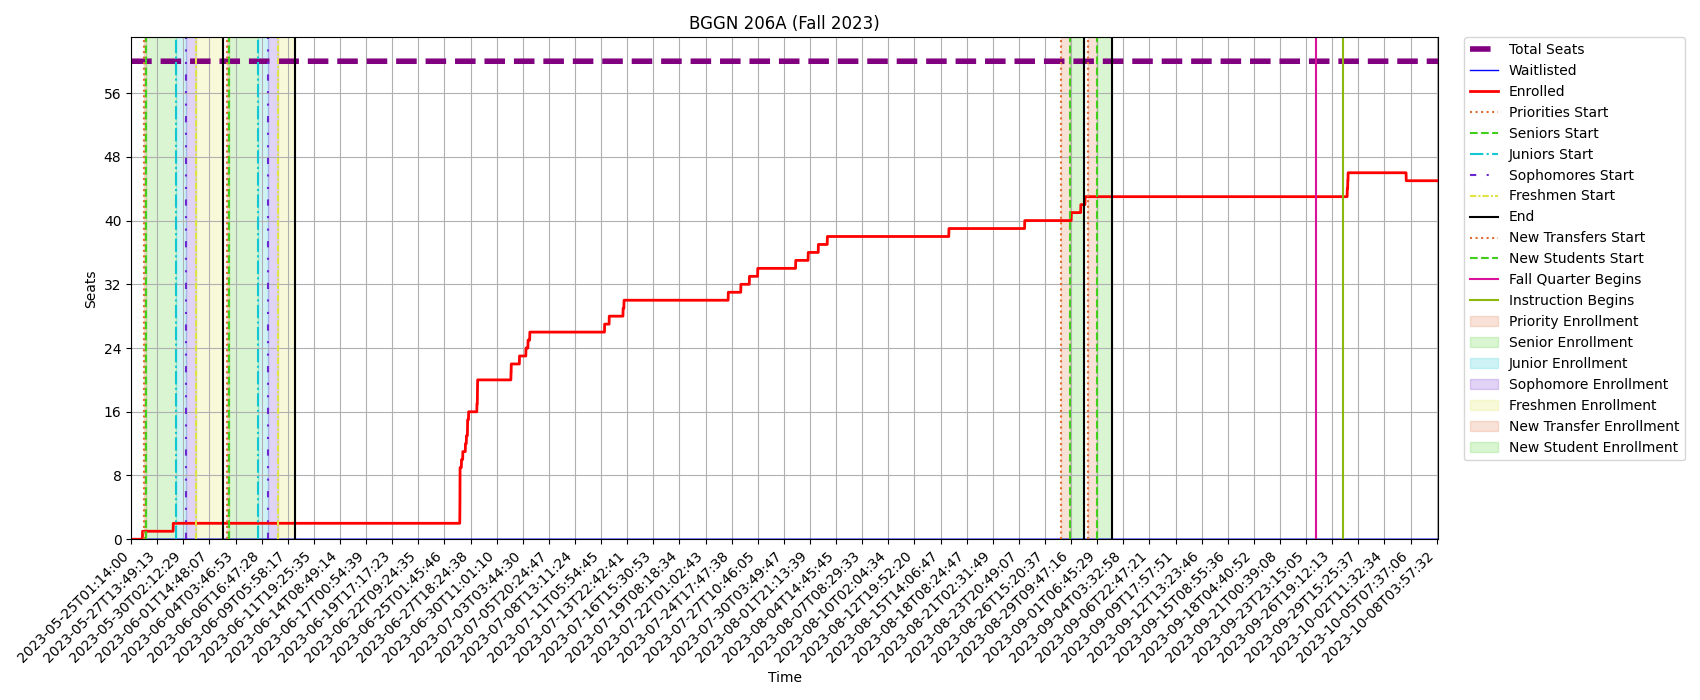 BGGN 206A (Fall 2023)
Seats
56
48
40
32
24
16
8
0
2023-05-25T01:14:00
2023-05-27T13:49:13
2023-05-30T02:12:29
2023-06-01T14:48:07
2023-06-04T03:46:53
2023-06-06T16:47:28
2023-06-09T05:58:17
2023-06-11T19:25:35
2023-06-14T08:49:14
2023-06-17T00:54:39
2023-06-19T17:17:23
2023-06-22T09:24:35
2023-06-25T01:45:46
2023-06-27T18:24:38
2023-06-30T11:01:10
2023-07-03T03:44:30
2023-07-05T20:24:47
2023-07-08T13:11:24
2023-07-11T05:54:45
2023-07-13T22:42:41
2023-07-16T15:30:53
2023-07-19T08:18:34
2023-07-22T01:02:43
2023-07-24T17:47:38
2023-07-27T10:46:05
2023-07-30T03:49:47
2023-08-01T21:13:39
2023-08-04T14:45:45
2023-08-07T08:29:33
2023-08-10T02:04:34
2023-08-12T19:52:20
2023-08-15T14:06:47
2023-08-18T08:24:47
2023-08-21T02:31:49
2023-08-23T20:49:07
2023-08-26T15:20:37
2023-08-29T09:47:16
2023-09-01T06:45:29
2023-09-04T03:32:58
2023-09-06T22:47:21
2023-09-09T17:57:51
2023-09-12T13:23:46
2023-09-15T08:55:36
2023-09-18T04:40:52
2023-09-21T00:39:08
2023-09-23T23:15:05
2023-09-26T19:12:13
2023-09-29T15:25:37
2023-10-02T11:32:34
2023-10-05T07:37:06
2023-10-08T03:57:32
Time
Total Seats
Waitlisted
Enrolled
Priorities Start
Seniors Start
Juniors Start
Sophomores Start
Freshmen Start
End
New Transfers Start
New Students Start
Fall Quarter Begins
Instruction Begins
Priority Enrollment
Senior Enrollment
Junior Enrollment
Sophomore Enrollment
Freshmen Enrollment
New Transfer Enrollment
New Student Enrollment